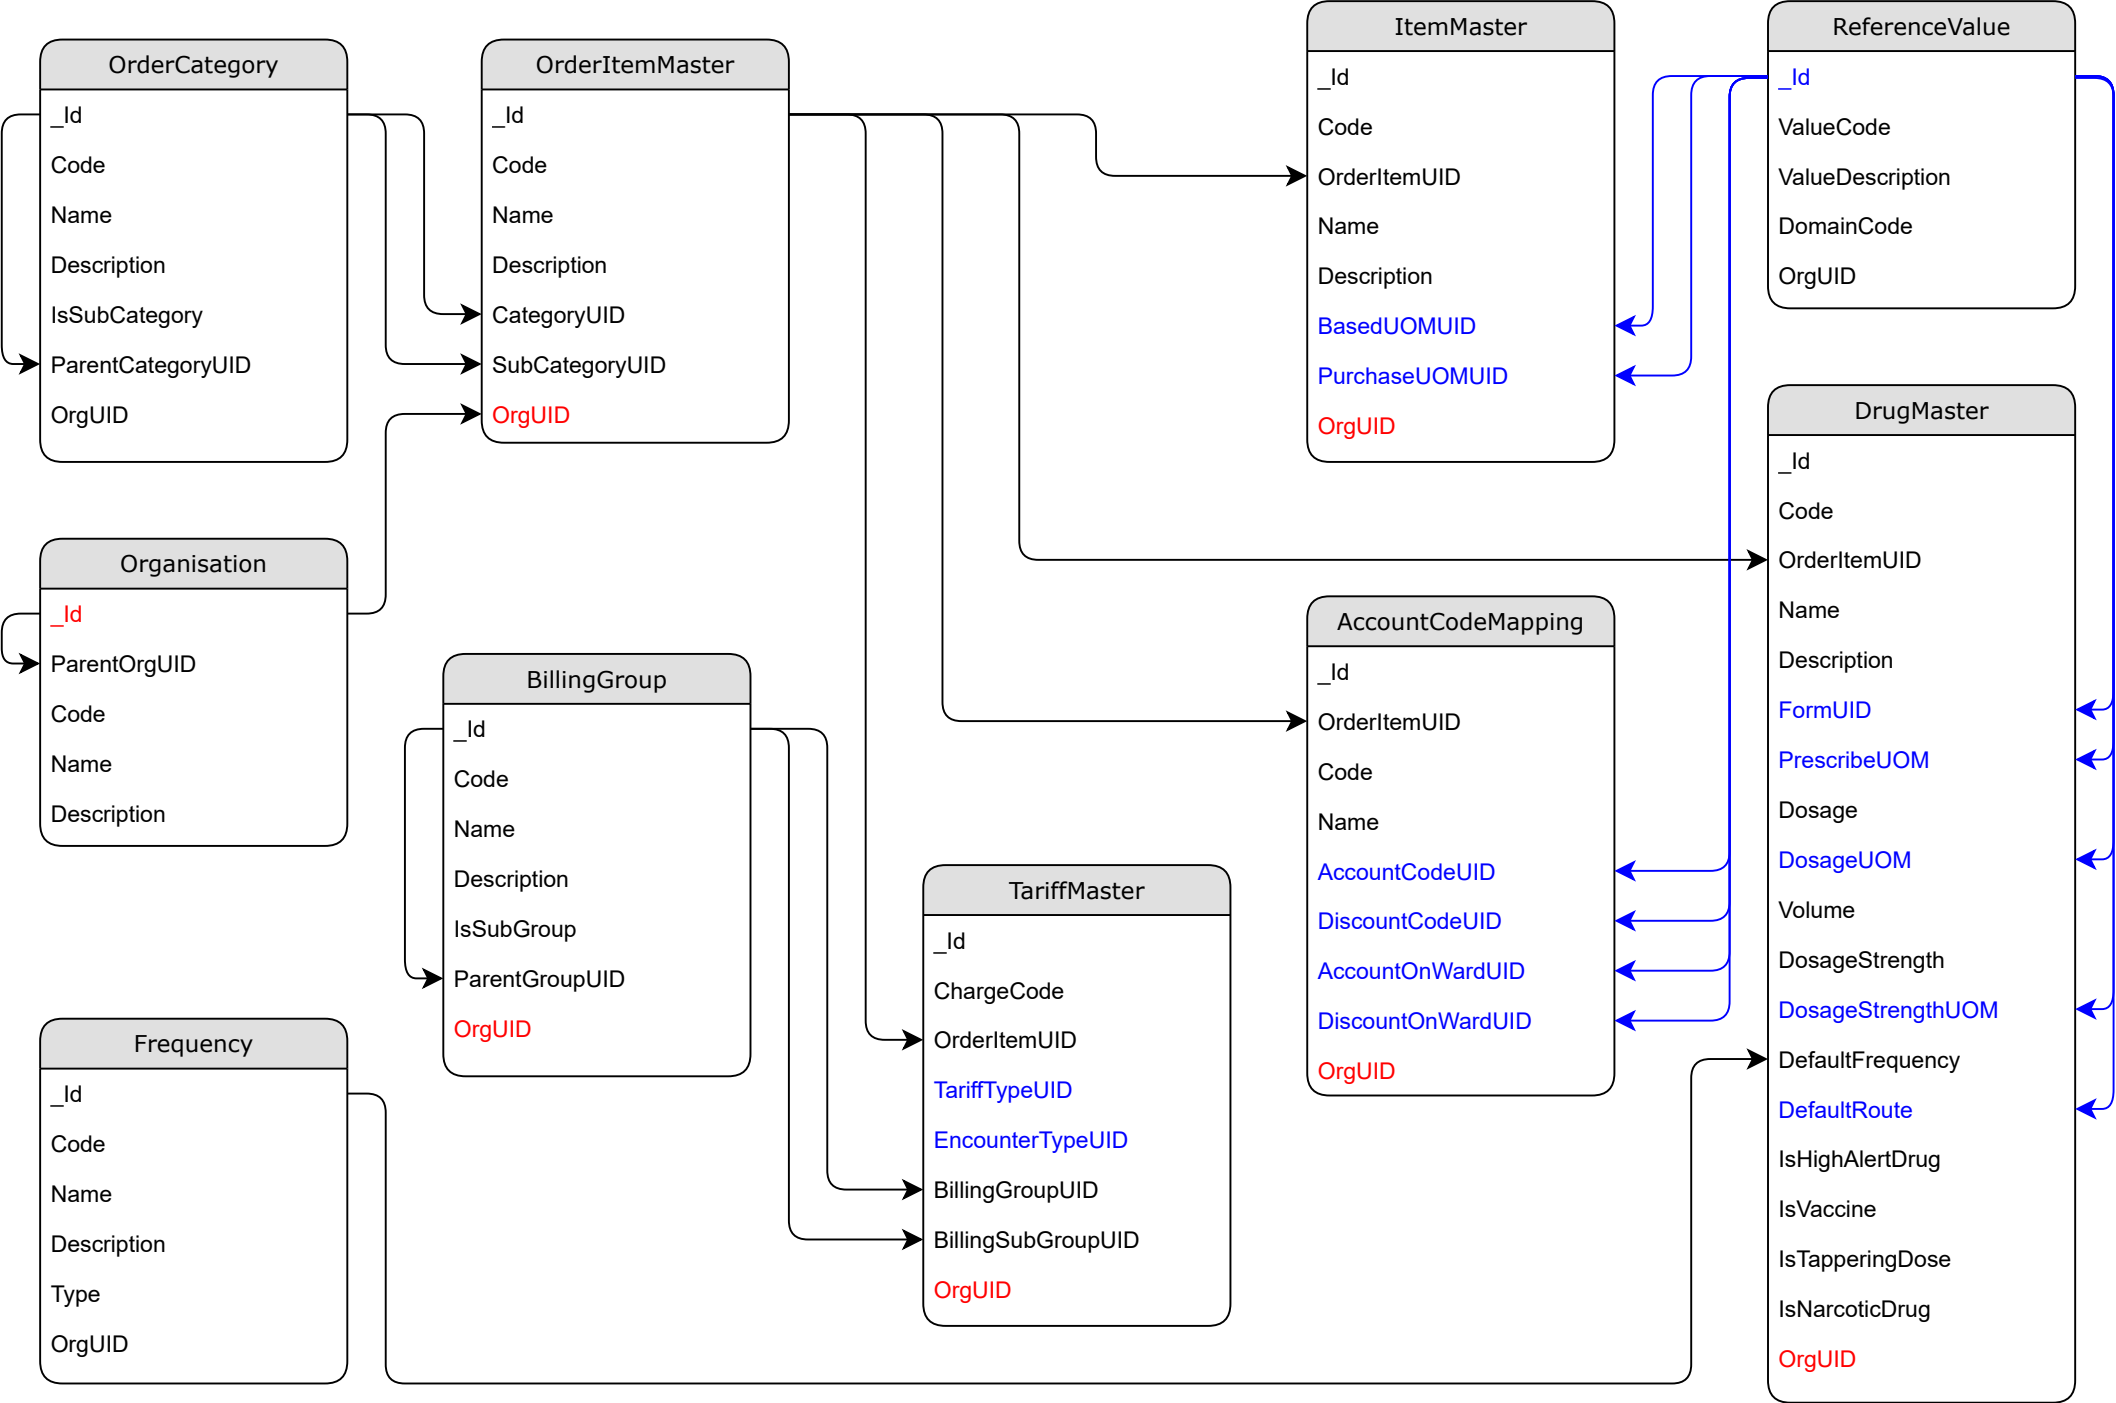 OrderCategory
_Id
Code
Name
Description
IsSubCategory
ParentCategoryUID
OrgUID
OrderItemMaster
_Id
Code
Name
Description
CategoryUID
SubCategoryUID
OrgUID
ItemMaster
_Id
Code
OrderItemUID
Name
Description
BasedUOMUID
PurchaseUOMUID
OrgUID
ReferenceValue
_Id
ValueCode
ValueDescription
DomainCode
OrgUID
Organisation
_Id
ParentOrgUID
Code
Name
Description
BillingGroup
_Id
Code
Name
Description
IsSubGroup
ParentGroupUID
OrgUID
AccountCodeMapping
_Id
OrderItemUID
Code
Name
AccountCodeUID
DiscountCodeUID
AccountOnWardUID
DiscountOnWardUID
OrgUID
DrugMaster
_Id
Code
OrderItemUID
Name
Description
FormUID
PrescribeUOM
Dosage
DosageUOM
Volume
DosageStrength
DosageStrengthUOM
DefaultFrequency
DefaultRoute
IsHighAlertDrug
IsVaccine
IsTapperingDose
IsNarcoticDrug
OrgUID
TariffMaster
_Id
ChargeCode
OrderItemUID
TariffTypeUID
EncounterTypeUID
BillingGroupUID
BillingSubGroupUID
OrgUID
Frequency
_Id
Code
Name
Description
Type
OrgUID